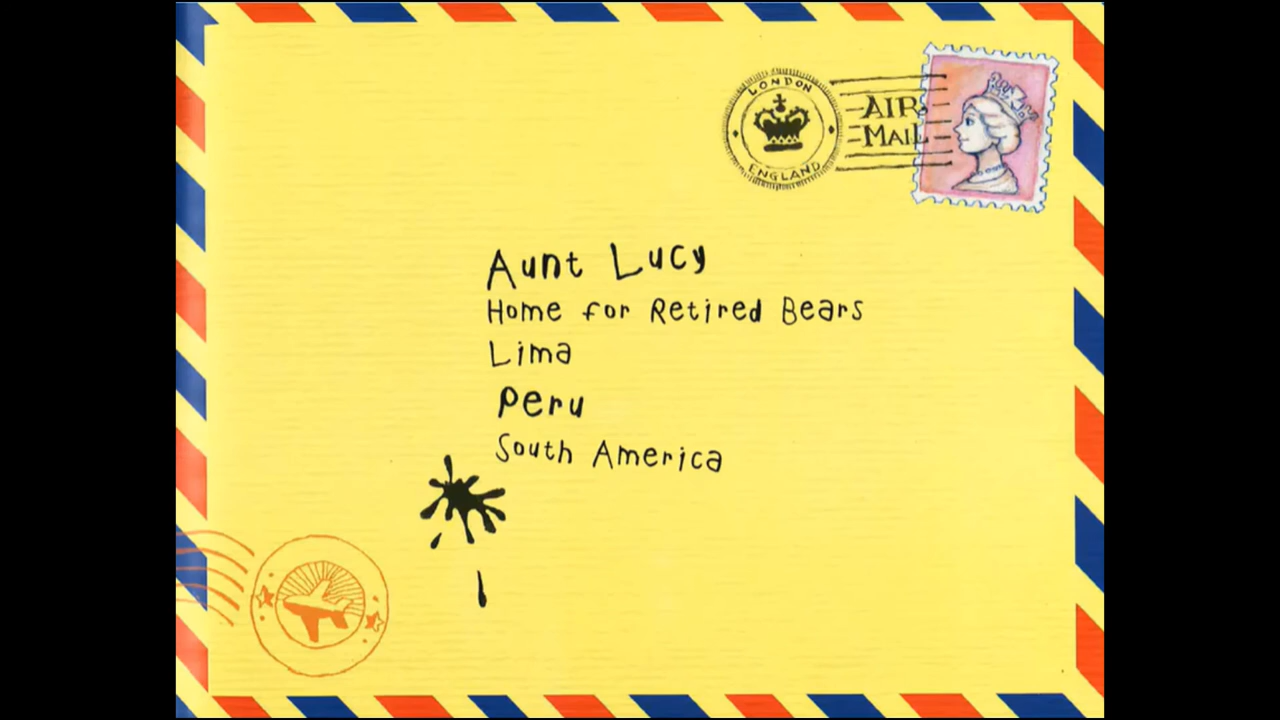 LONDON
ENGLAND
AIR
MAIL
Aunt Lucy
Home for Retired Bears
Lima
Peru
South America